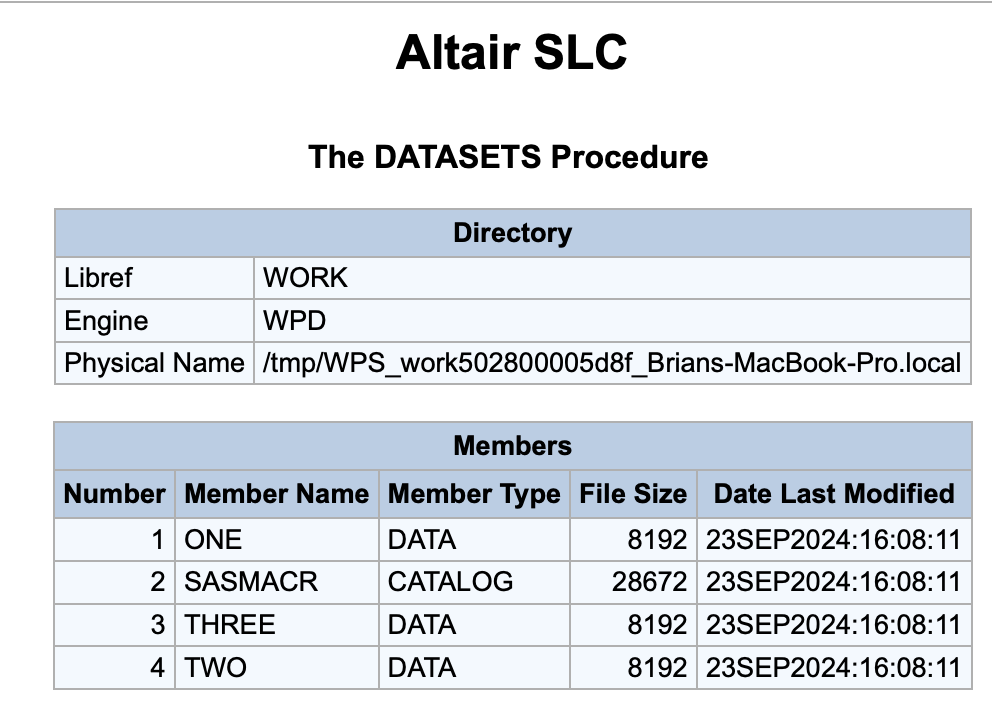 Altair SLC
The DATASETS Procedure
Directory
Libref WORK
Engine WPD
Physical Name /tmp/WPS_work502800005d8f_Brians-MacBook-Pro.local
Members
Number Member Name Member Type File Size Date Last Modified
1 ONE DATA 8192 23SEP2024:16:08:11
2 SASMACR CATALOG 28672 23SEP2024:16:08:11
3 THREE DATA 8192 23SEP2024:16:08:11
4 TWO DATA 8192 23SEP2024:16:08:11